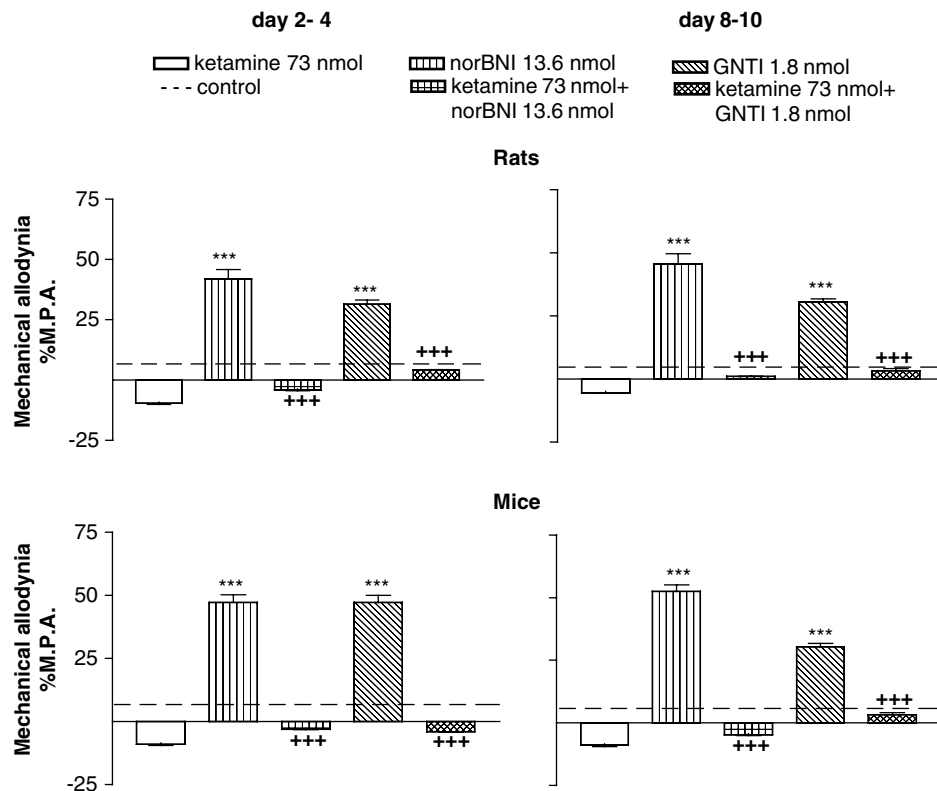 day 2- 4
day 8-10
ketamine 73 nmol
norBNI 13.6 nmol
GNTI 1.8 nmol
--- control
ketamine 73 nmol+
norBNI 13.6 nmol
ketamine 73 nmol+
GNTI 1.8 nmol
Rats
Mechanical allodynia
%M.P.A.
75
50
25
-25
***
+++
***
+++
***
+++
***
+++
Mice
Mechanical allodynia
%M.P.A.
75
50
25
-25
***
+++
***
+++
***
+++
***
+++